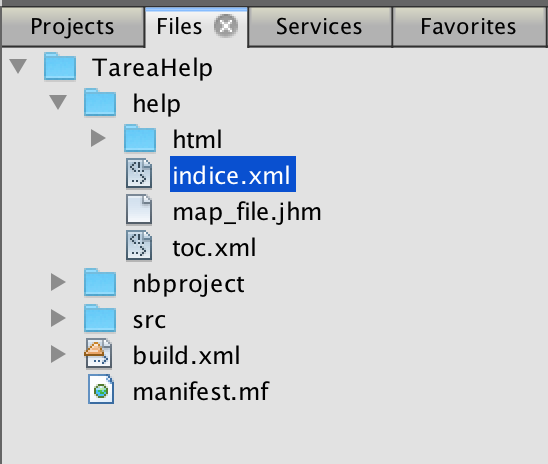 Projects Files Services Favorites
TareaHelp
help
html
indice.xml
map_file.jhm
toc.xml
nbproject
src
build.xml
manifest.mf